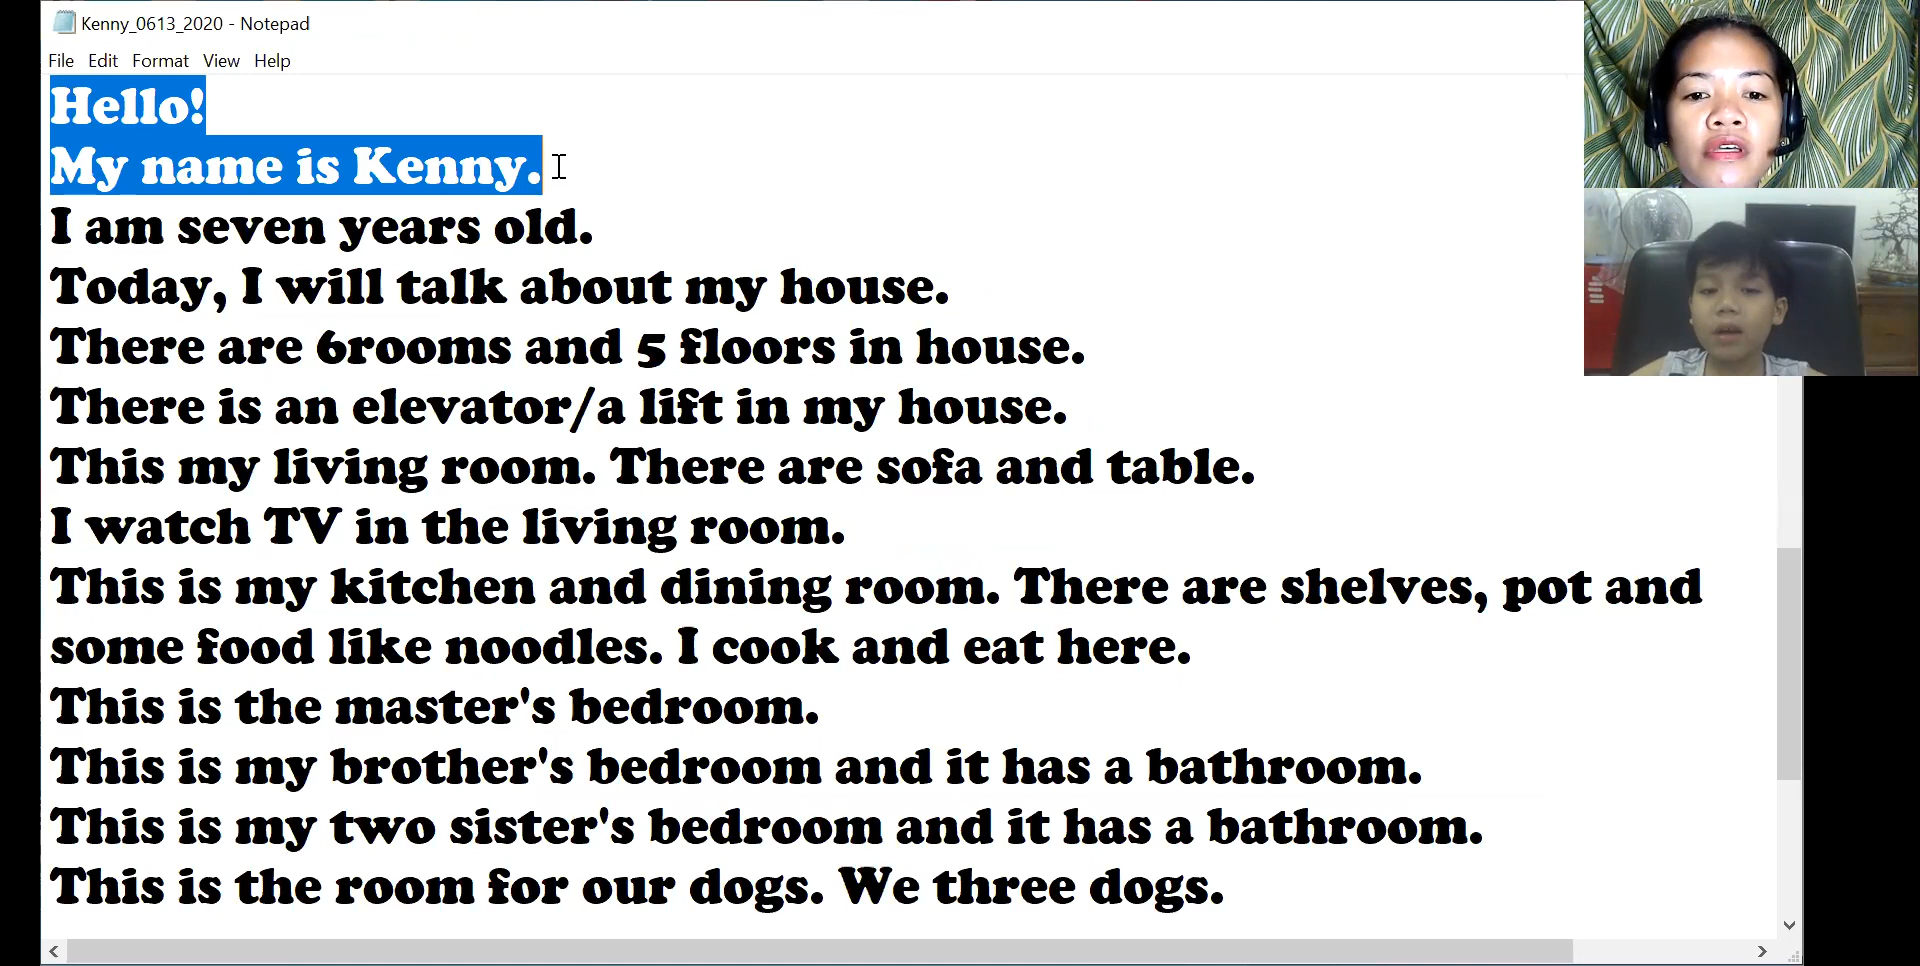 Kenny_0613_2020 - Notepad
File Edit Format View Help
Hello!
My name is Kenny.
I am seven years old.
Today, I will talk about my house.
There are 6rooms and 5 floors in house.
There is an elevator/a lift in my house.
This my living room. There are sofa and table.
I watch TV in the living room.
This is my kitchen and dining room. There are shelves, pot and
some food like noodles. I cook and eat here.
This is the master's bedroom.
This is my brother's bedroom and it has a bathroom.
This is my two sister's bedroom and it has a bathroom.
This is the room for our dogs. We three dogs.